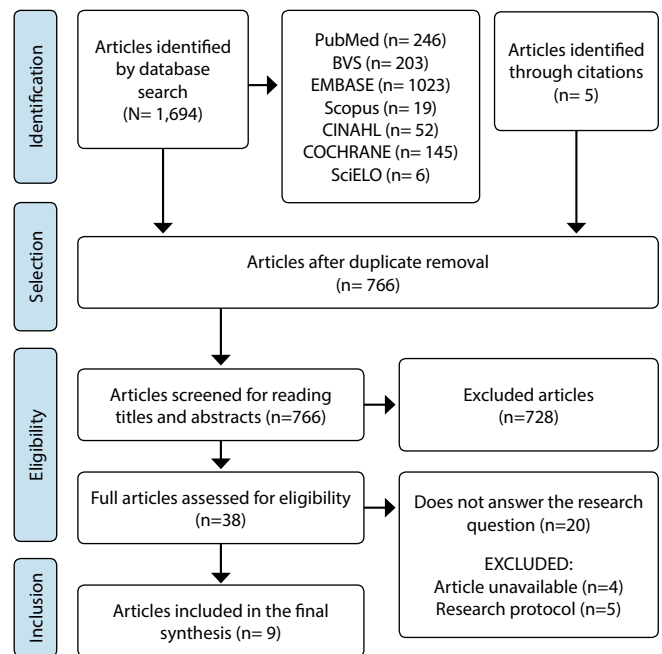 Identification
Articles identified
by database
search
(N= 1,694)
PubMed (n= 246)
BVS (n= 203)
EMBASE (n= 1023)
Scopus (n= 19)
CINAHL (n= 52)
COCHRANE (n= 145)
SciELO (n= 6)
Articles identified
through citations
(n= 5)
Selection
Articles after duplicate removal
(n= 766)
Eligibility
Articles screened for reading
titles and abstracts (n=766)
Excluded articles
(n=728)
Full articles assessed for eligibility
(n=38)
Does not answer the research
question (n=20)
EXCLUDED:
Article unavailable (n=4)
Research protocol (n=5)
Inclusion
Articles included in the final
synthesis (n= 9)